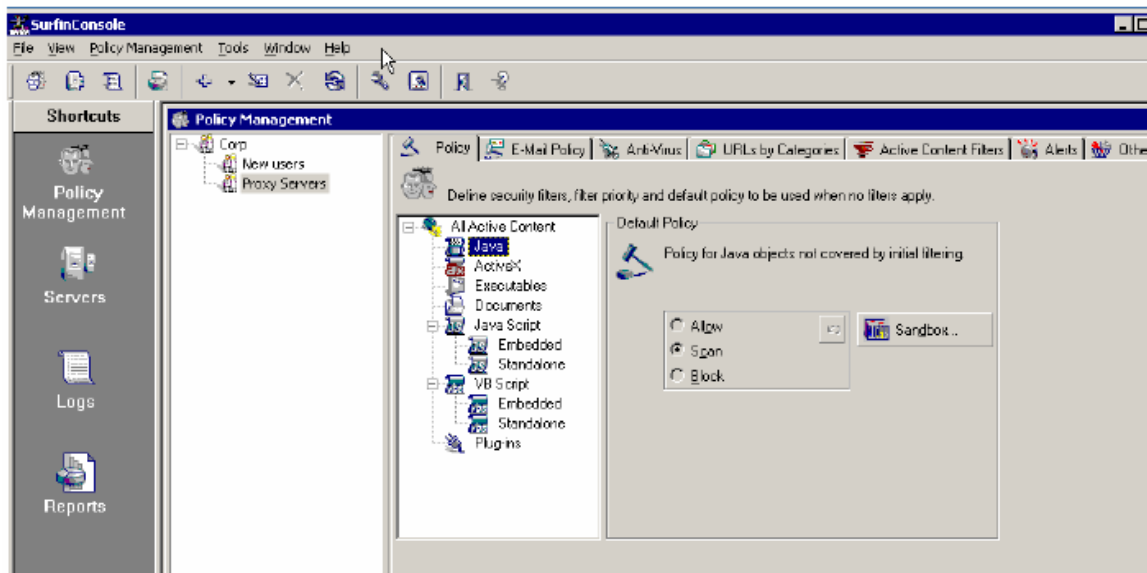 SurfinConsole
File View Policy Management Tools Window Help
Shortcuts
Policy Management
Servers
Logs
Reports
Policy Management
Corp
New users
Proxy Servers
Policy E-Mail Policy Anti-Virus URLs by Categories Active Content Filters Alerts Othe
Define security filters, filter priority and default policy to be used when no filters apply.
All Active Content
Java
ActiveX
Executables
Documents
Java Script
Embedded
Standalone
VB Script
Embedded
Standalone
Plug-ins
Default Policy
Policy for Java objects not covered by initial filtering.
Allow
Scan
Block
Sandbox...